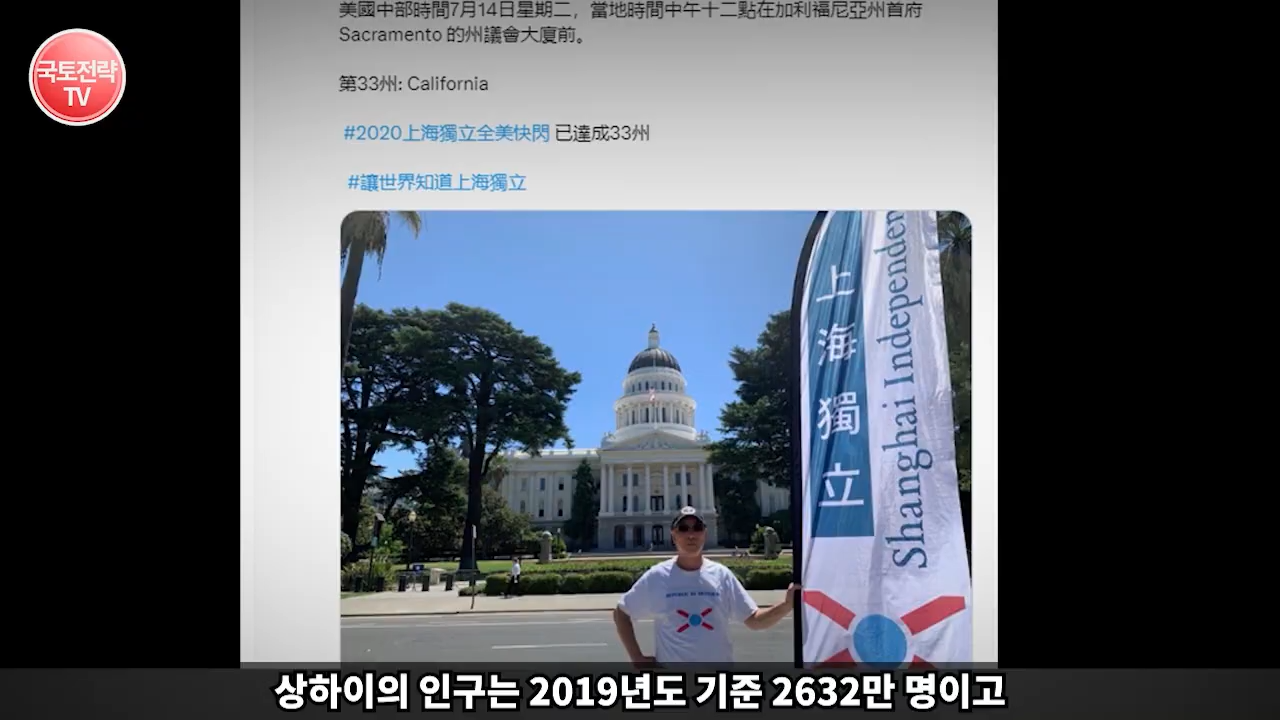 국토전략
TV
美國中部時間7月14日星期二，當地時間中午十二點在加利福尼亞州首府
Sacramento 的州議會大廈前。
第33州: California
#2020上海獨立全美快閃 已達成33州
#讓世界知道上海獨立
上海獨立
Shanghai Independen
상하이의 인구는 2019년도 기준 2632만 명이고